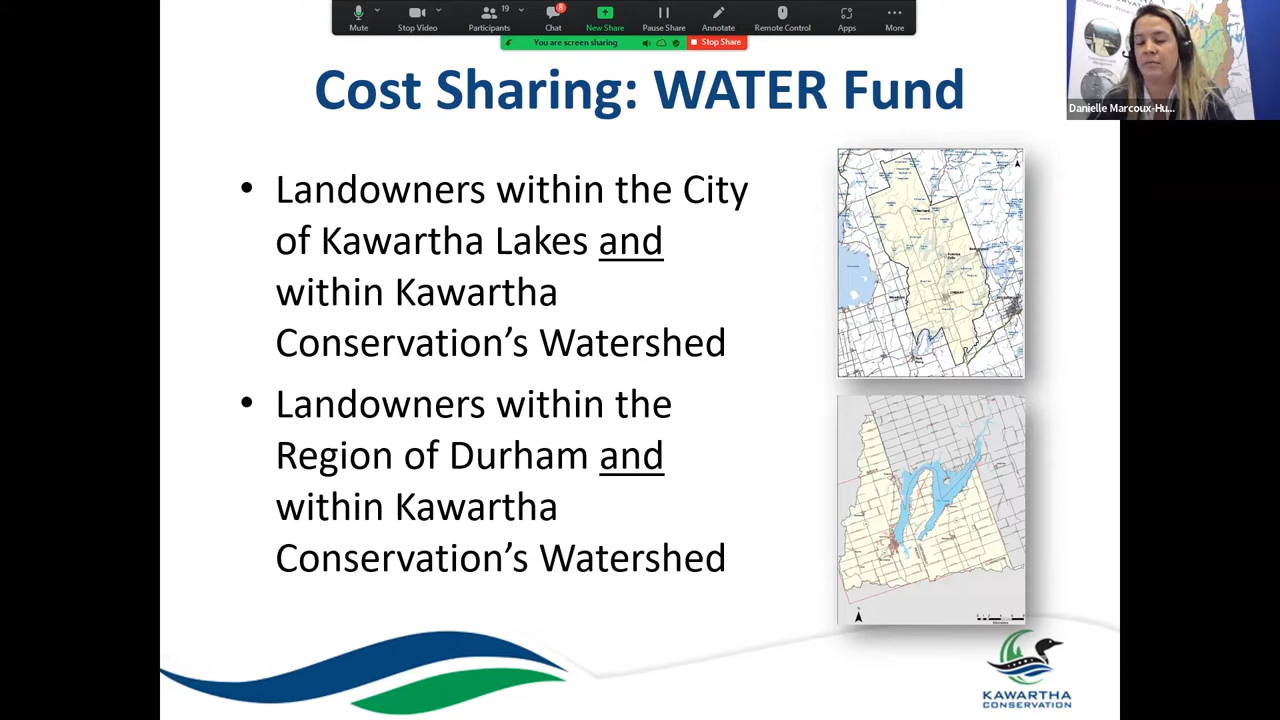 Mute
Stop Video
19
Participants
8
Chat
New Share
Pause Share
Annotate
Remote Control
Apps
More
You are screen sharing
Stop Share
Danielle Marcoux-Hu...
Cost Sharing: WATER Fund
• Landowners within the City
of Kawartha Lakes and
within Kawartha
Conservation’s Watershed
• Landowners within the
Region of Durham and
within Kawartha
Conservation’s Watershed
KAWARTHA
CONSERVATION